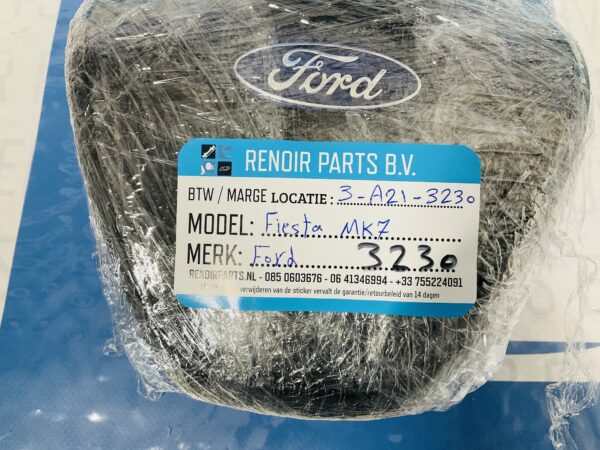 Ford
RENOIR PARTS B.V.
BTW / MARGE LOCATIE: 3-A21-3230
MODEL: Fiesta MK7
MERK: Ford 3230
RENOIRPARTS.NL - 085 0603676 - 06 41346994 - +33 755224091
verwijderen van de sticker vervalt de garantie/retourbeleid van 14 dagen